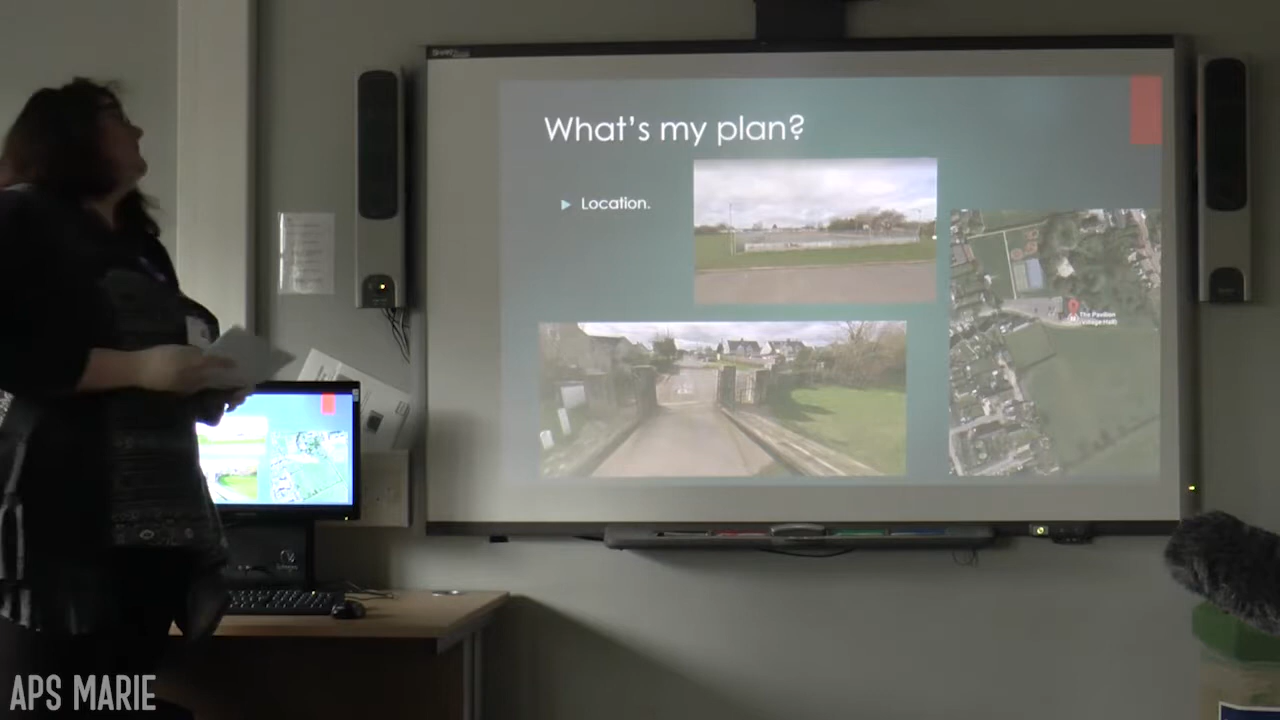 What's my plan?
Location.
The Pavilion
(Village Hall)
APS MARIE